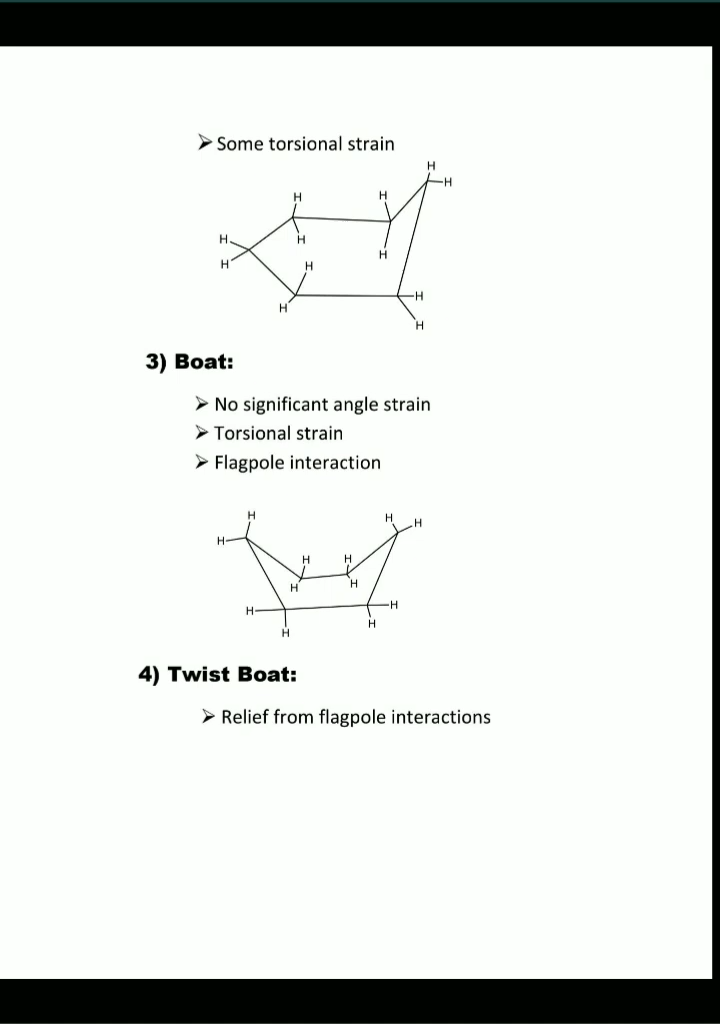 ➢ Some torsional strain
H
H
H
H
H
H
H
H
H
H
H
H
3) Boat:
➢ No significant angle strain
➢ Torsional strain
➢ Flagpole interaction
H
H
H
H
H
H
H
H
H
H
H
H
4) Twist Boat:
➢ Relief from flagpole interactions